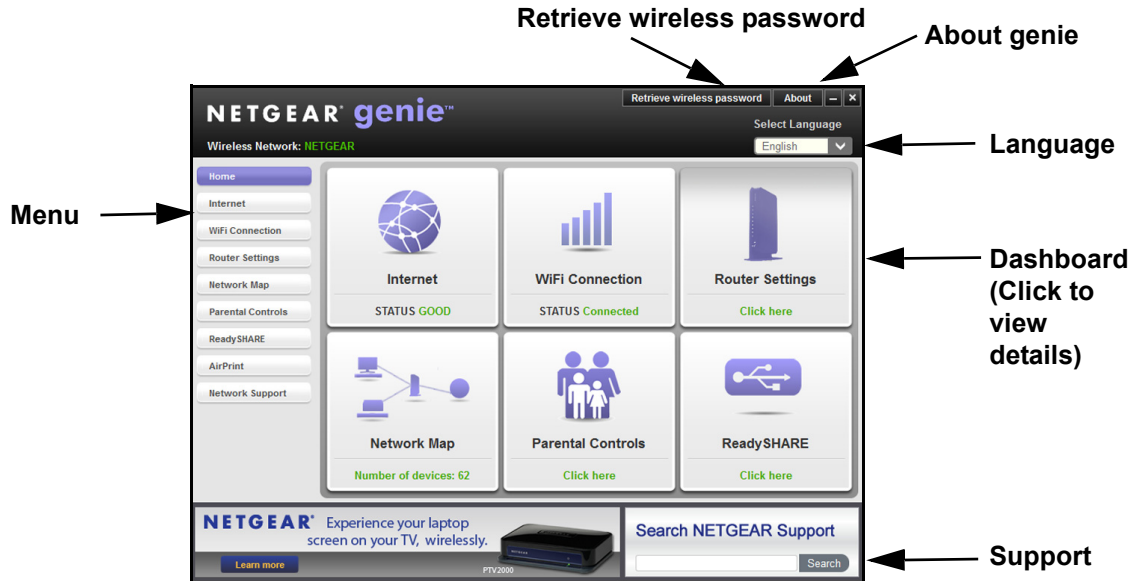 Retrieve wireless password
About genie
NETGEAR® genie™
Retrieve wireless password
About
Select Language
Wireless Network: NETGEAR
English
Language
Menu
Home
Internet
WiFi Connection
Router Settings
Network Map
Parental Controls
ReadySHARE
AirPrint
Network Support
Internet
STATUS GOOD
WiFi Connection
STATUS Connected
Router Settings
Click here
Dashboard
(Click to
view
details)
Network Map
Number of devices: 62
Parental Controls
Click here
ReadySHARE
Click here
NETGEAR®
Experience your laptop
screen on your TV, wirelessly.
Learn more
NETGEAR
PTV2000
Search NETGEAR Support
Search
Support